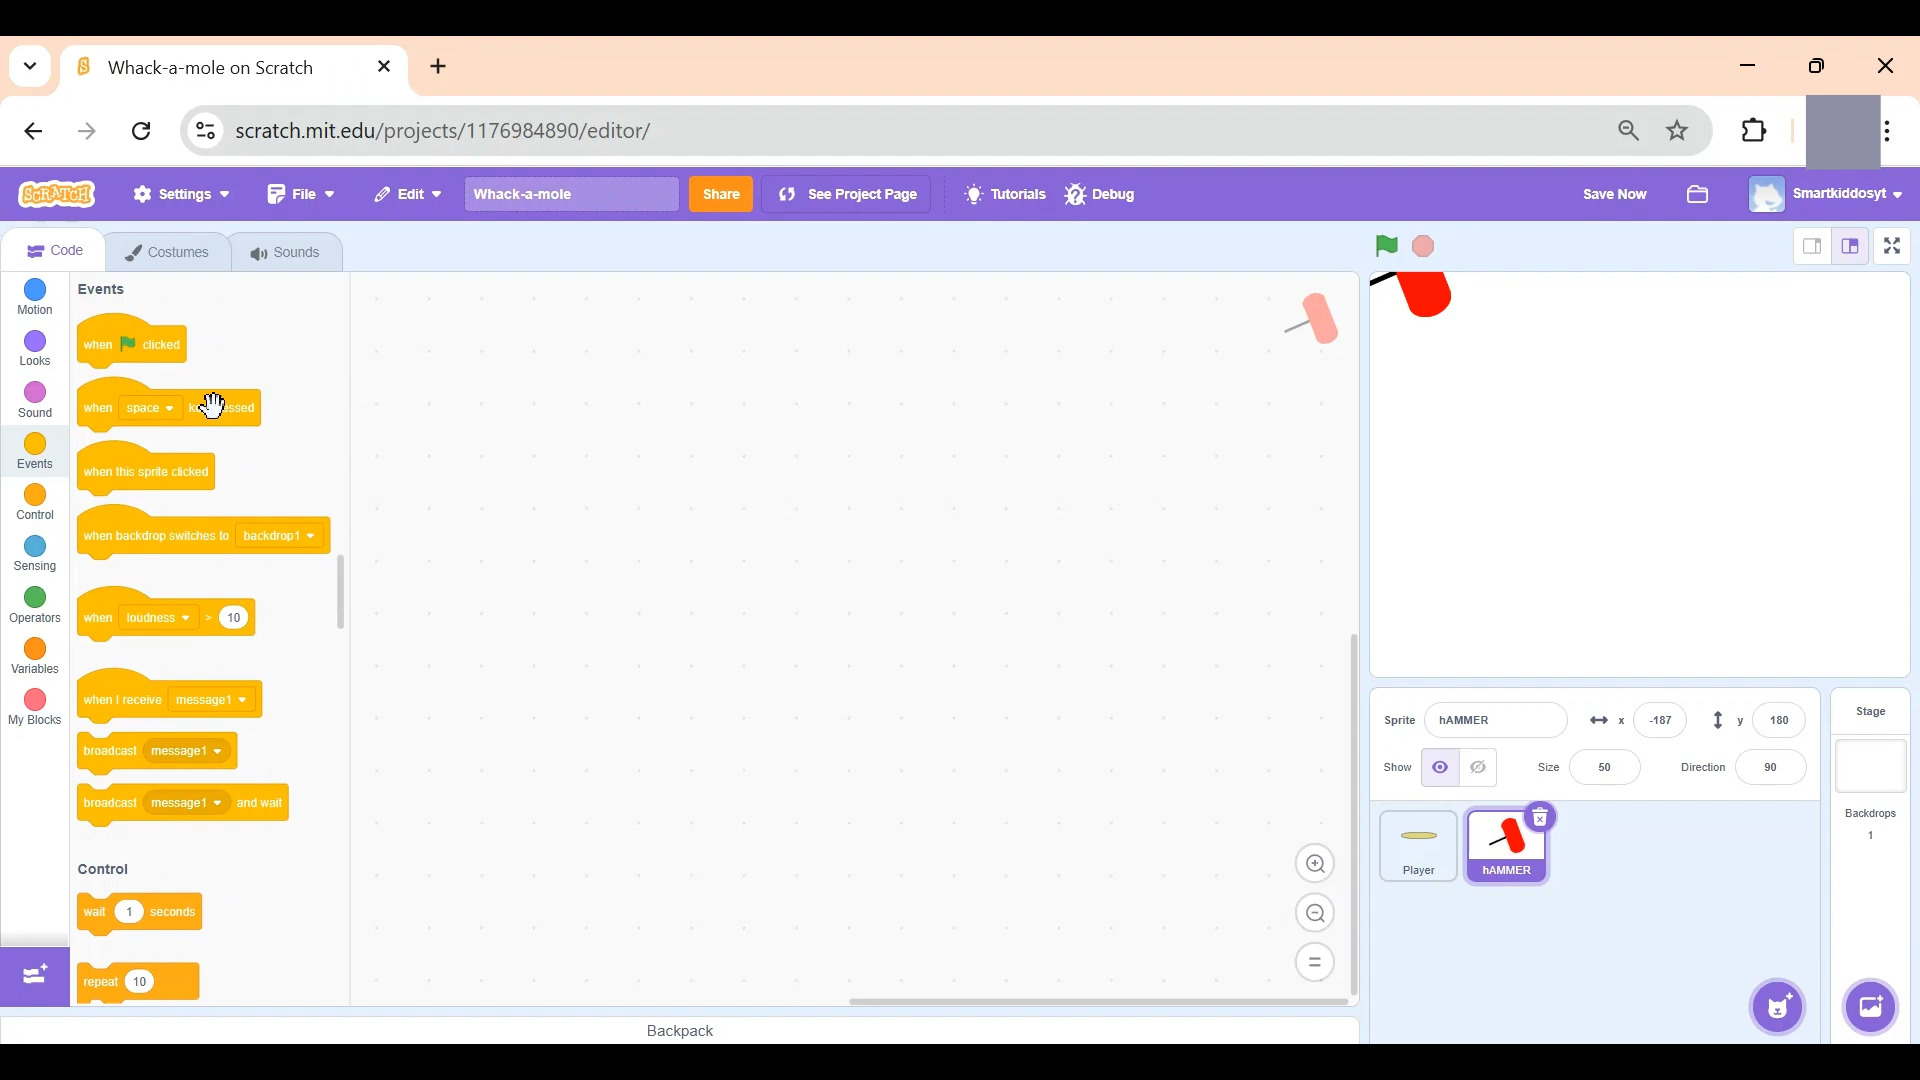 Whack-a-mole on Scratch
scratch.mit.edu/projects/1176984890/editor/
SCRATCH Settings File Edit Whack-a-mole Share See Project Page Tutorials Debug Save Now Smartkiddosyt
Code Costumes Sounds
Motion
Looks
Sound
Events
Control
Sensing
Operators
Variables
My Blocks
Events
when clicked
when space
when this sprite clicked
when backdrop switches to backdrop1
when loudness > 10
when I receive message1
broadcast message1
broadcast message1 and wait
Control
wait 1 seconds
repeat 10
Backpack
Sprite hAMMER x -187 y 180
Show Size 50 Direction 90
Player
hAMMER
Stage
Backdrops
1